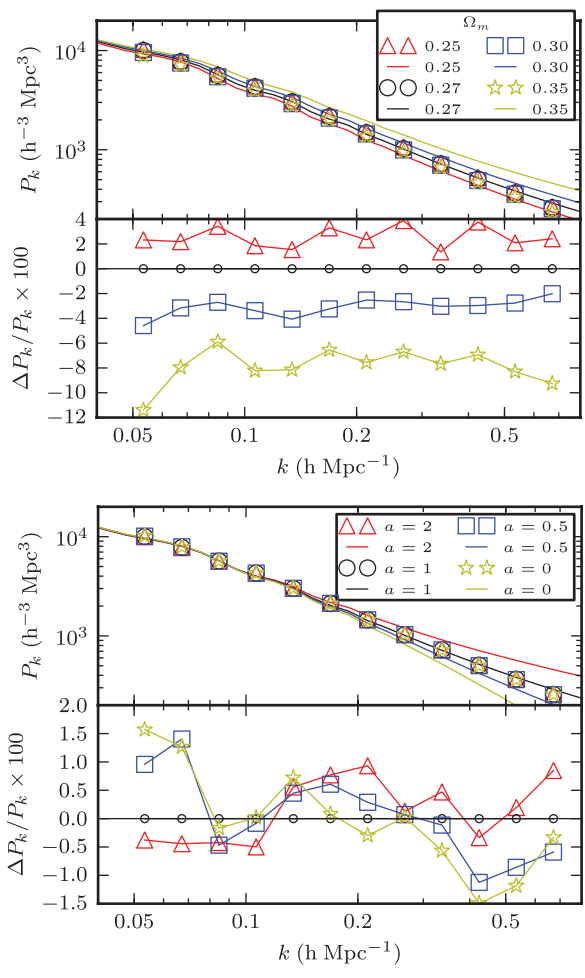 Ω_m
0.25 0.30
0.25 0.30
0.27 0.35
0.27 0.35
10^4
10^3
P_k (h^−3 Mpc^3)
4
2
0
−2
−4
−6
−8
−10
−12
ΔP_k/P_k × 100
0.05 0.1 0.2 0.5
k (h Mpc^−1)
a = 2 a = 0.5
a = 2 a = 0.5
a = 1 a = 0
a = 1 a = 0
10^4
10^3
P_k (h^−3 Mpc^3)
2.0
1.5
1.0
0.5
0.0
−0.5
−1.0
−1.5
ΔP_k/P_k × 100
0.05 0.1 0.2 0.5
k (h Mpc^−1)